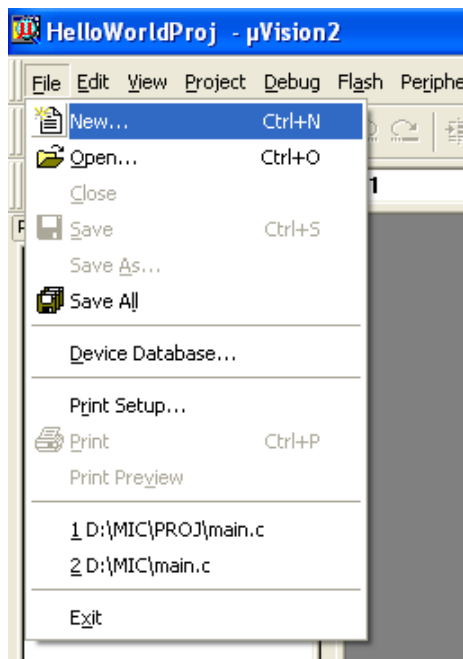 HelloWorldProj - µVision2
File Edit View Project Debug Flash Periphe
New... Ctrl+N
Open... Ctrl+O
Close
1
Save Ctrl+S
Save As...
Save All
Device Database...
Print Setup...
Print Ctrl+P
Print Preview
1 D:\MIC\PROJ\main.c
2 D:\MIC\main.c
Exit